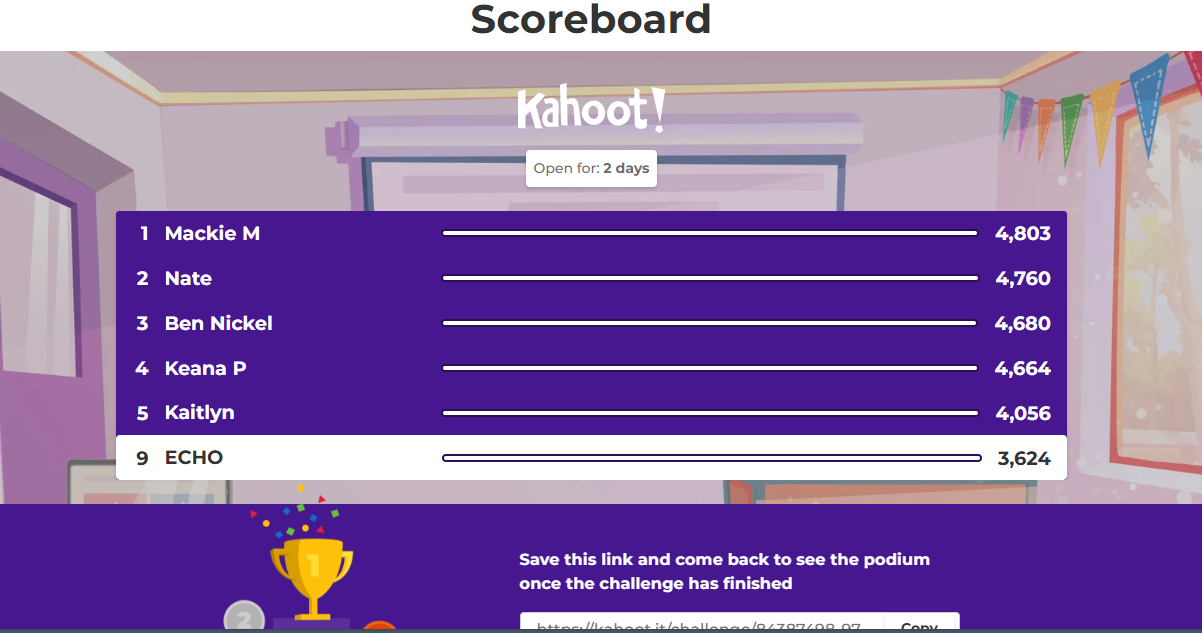 Scoreboard
Kahoot!
Open for: 2 days
1 Mackie M 4,803
2 Nate 4,760
3 Ben Nickel 4,680
4 Keana P 4,664
5 Kaitlyn 4,056
9 ECHO 3,624
1
Save this link and come back to see the podium
once the challenge has finished
2
https://kahoot.it/challenge/84387498-97 Copy